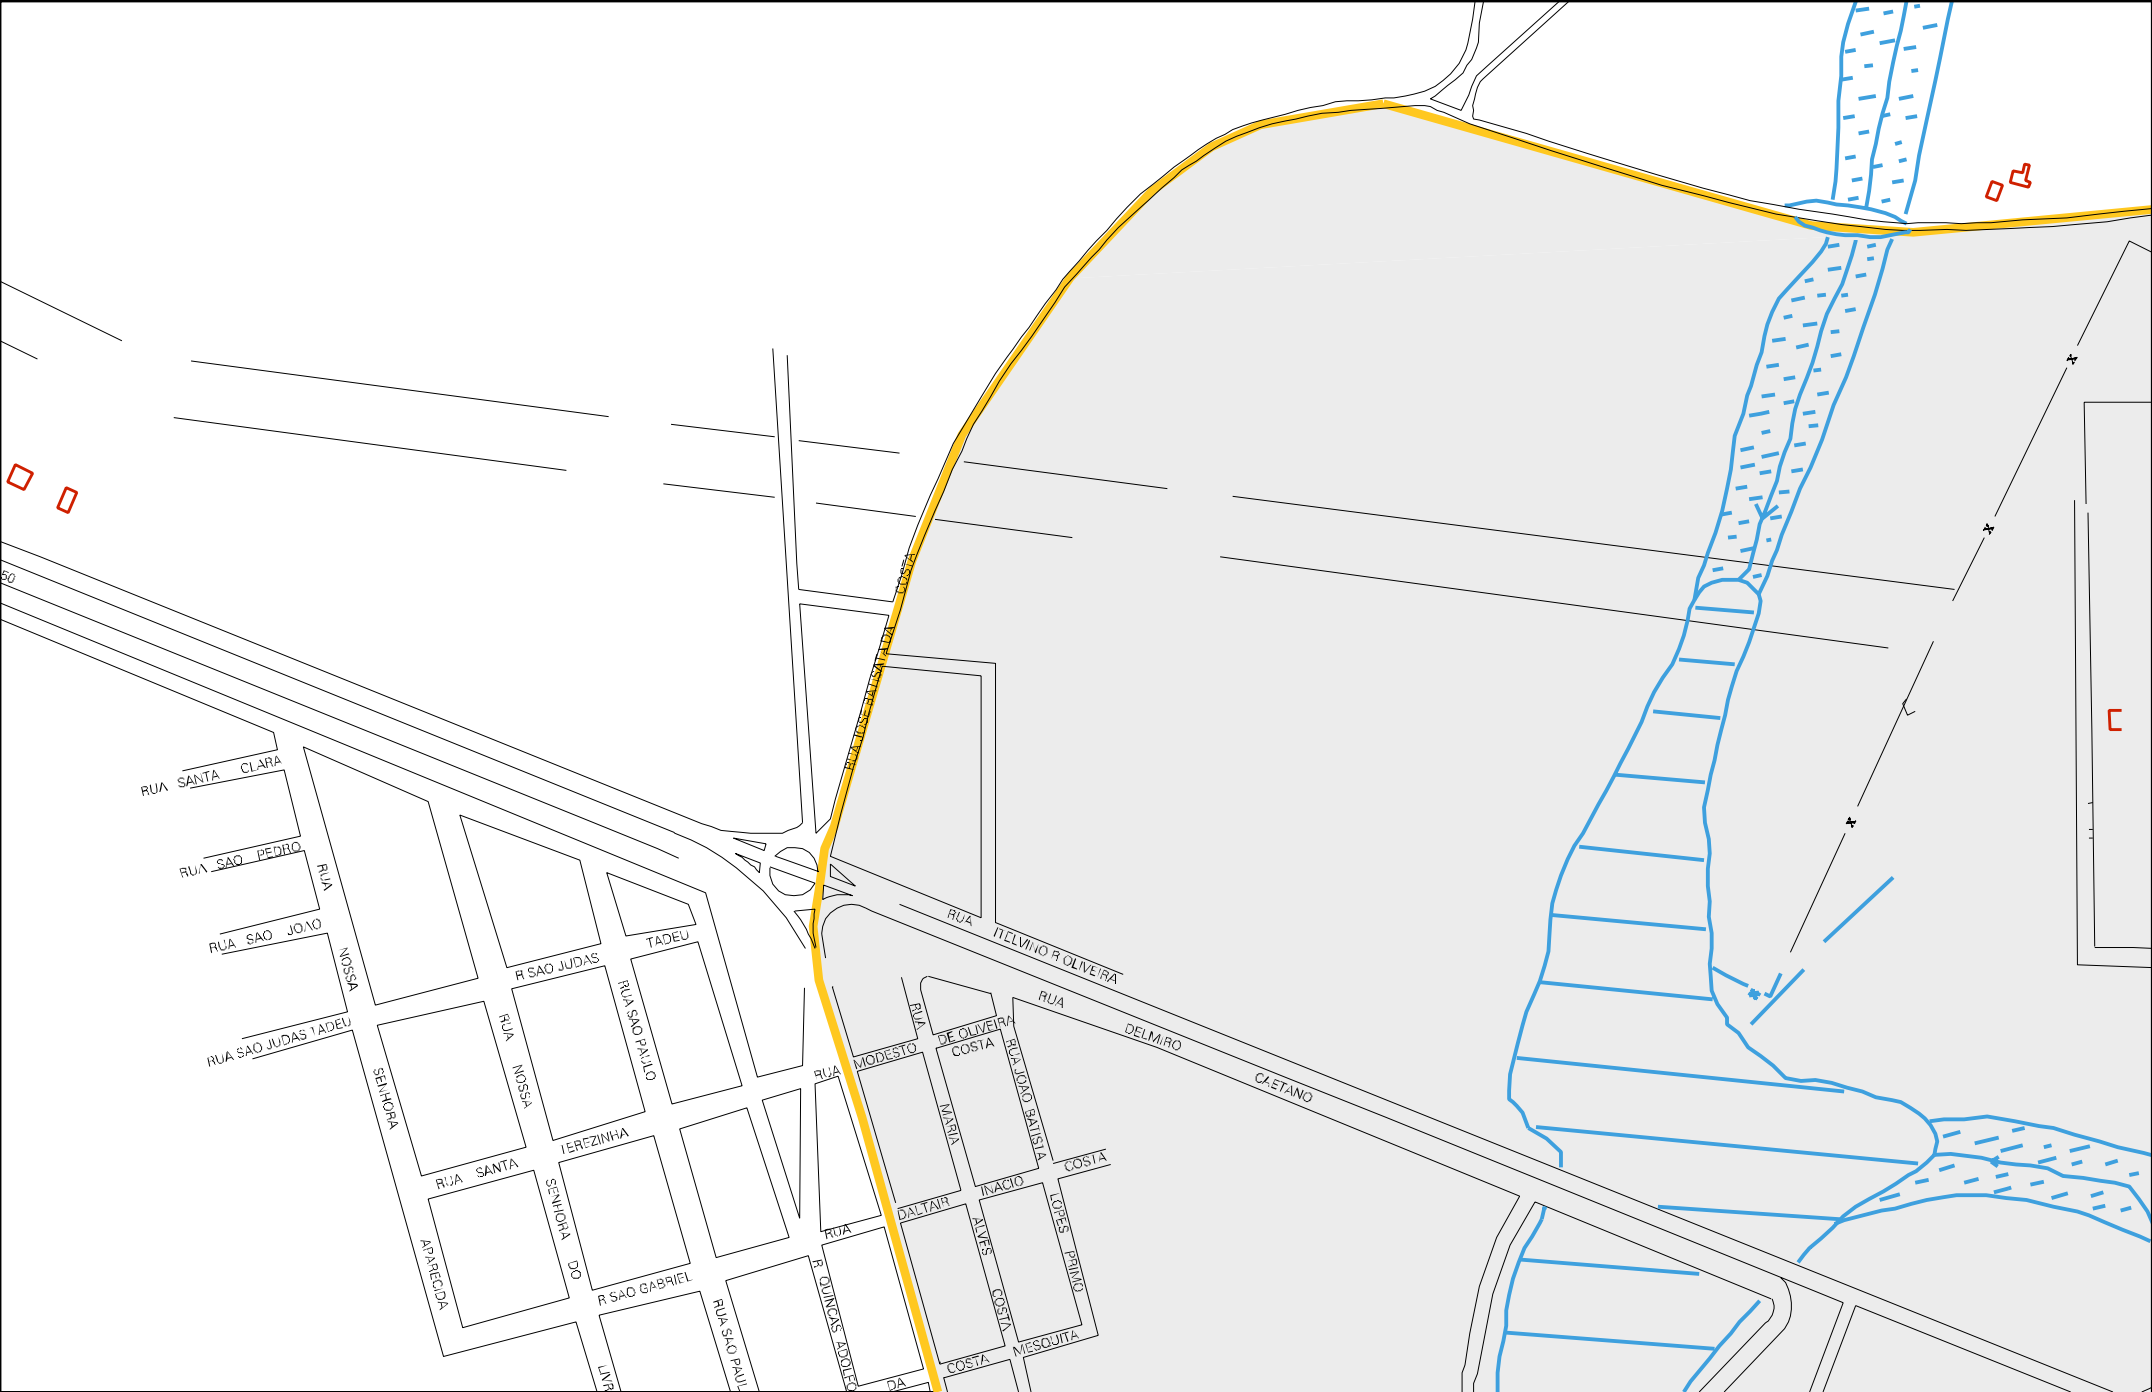 50
COSTA
RUA JOSE BATISATA DA
RUA SANTA CLARA
RUA SAO PEDRO
RUA SAO JOAO
RUA SAO JUDAS TADEU
RUA NOSSA SENHORA APARECIDA
R SAO JUDAS TADEU
RUA SAO PAULO
RUA NOSSA SENHORA DO LIVR
RUA SANTA TEREZINHA
RUA
R SAO GABRIEL
RUA SAO PAUL
RUA
R QUINCAS ADOLFO
DA
RUA ITELVINO R OLIVEIRA
RUA DELMIRO CAETANO
RUA MARIA ALVES COSTA
MODESTO DE OLIVEIRA
COSTA
RUA JOAO BATISTA LOPES PRIMO
DALTAIR INACIO COSTA
COSTA MESQUITA